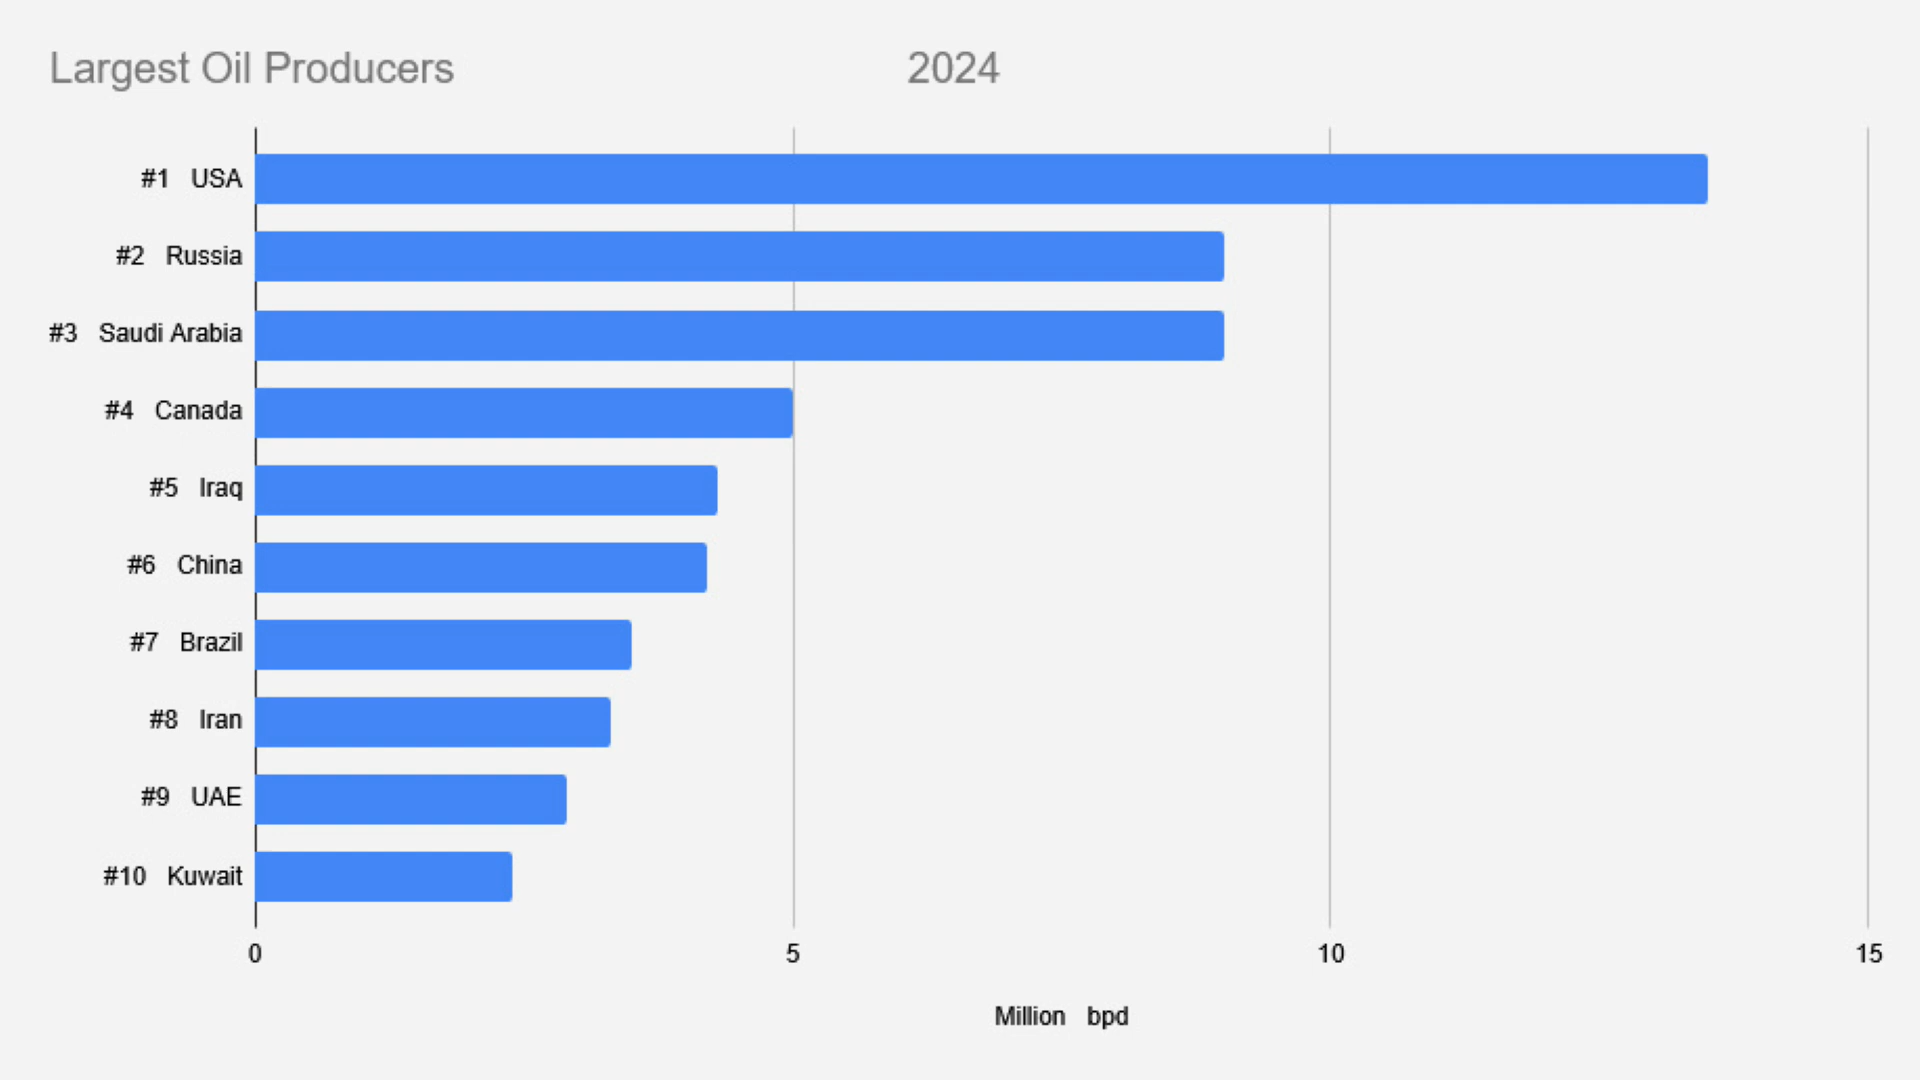 Largest Oil Producers 2024
#1 USA
#2 Russia
#3 Saudi Arabia
#4 Canada
#5 Iraq
#6 China
#7 Brazil
#8 Iran
#9 UAE
#10 Kuwait
0 5 10 15
Million bpd